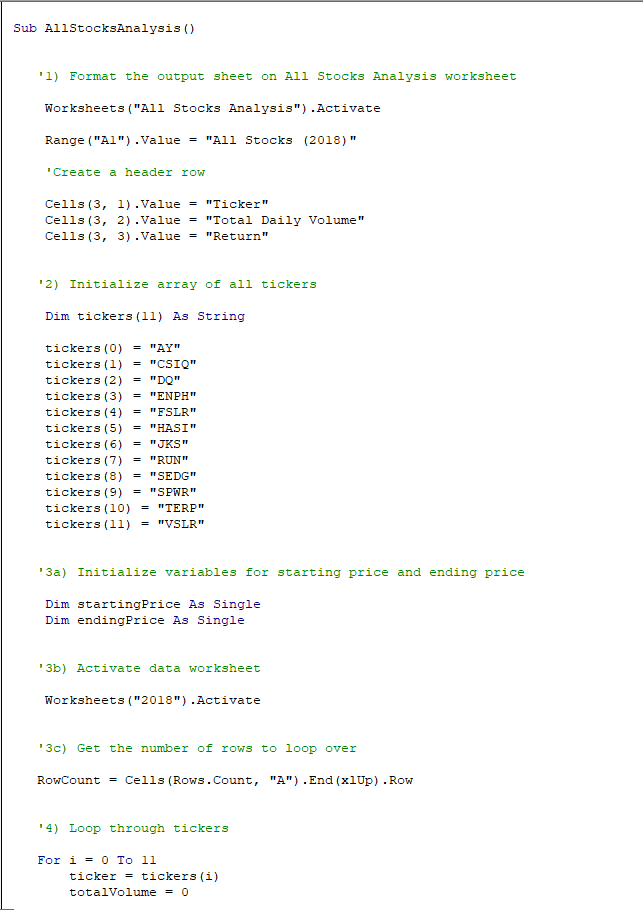 Sub AllStocksAnalysis()
'1) Format the output sheet on All Stocks Analysis worksheet
Worksheets("All Stocks Analysis").Activate
Range("A1").Value = "All Stocks (2018)"
'Create a header row
Cells(3, 1).Value = "Ticker"
Cells(3, 2).Value = "Total Daily Volume"
Cells(3, 3).Value = "Return"
'2) Initialize array of all tickers
Dim tickers(11) As String
tickers(0) = "AY"
tickers(1) = "CSIQ"
tickers(2) = "DQ"
tickers(3) = "ENPH"
tickers(4) = "FSLR"
tickers(5) = "HASI"
tickers(6) = "JKS"
tickers(7) = "RUN"
tickers(8) = "SEDG"
tickers(9) = "SPWR"
tickers(10) = "TERP"
tickers(11) = "VSLR"
'3a) Initialize variables for starting price and ending price
Dim startingPrice As Single
Dim endingPrice As Single
'3b) Activate data worksheet
Worksheets("2018").Activate
'3c) Get the number of rows to loop over
RowCount = Cells(Rows.Count, "A").End(xlUp).Row
'4) Loop through tickers
For i = 0 To 11
ticker = tickers(i)
totalVolume = 0